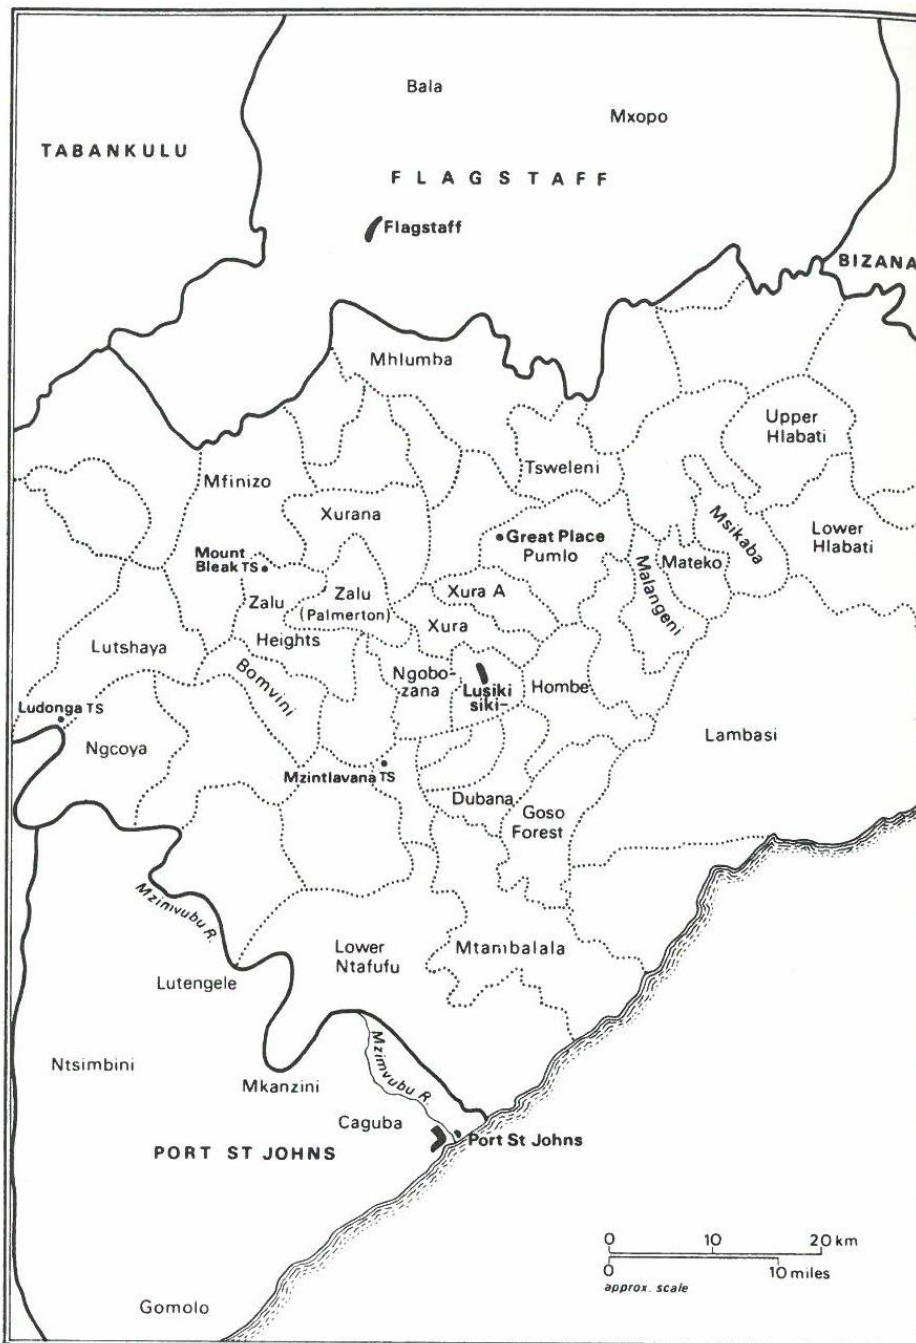 Bala
Mxopo
TABANKULU
FLAGSTAFF
Flagstaff
BIZANA
Mhlumba
Upper
Hlabati
Tsweleni
Mfinizo
Xurana
Msikaba
Lower
Hlabati
Great Place
Pumlo
Mount
Bleak TS
Mateko
Malangeni
Zalu
(Palmerton)
Xura A
Zalu
Heights
Xura
Lutshaya
Bomvini
Ngobo-
zana
Lusiki
siki-
Hombe
Ludonga TS
Ngcoya
Lambasi
Mzintlavana TS
Dubana
Goso
Forest
Mzimvubu R.
Lower
Ntafufu
Mtambalala
Lutengele
Mzimvubu R.
Ntsimbini
Mkanzini
Caguba
Port St Johns
PORT ST JOHNS
0 10 20 km
0 10 miles
approx. scale
Gomolo